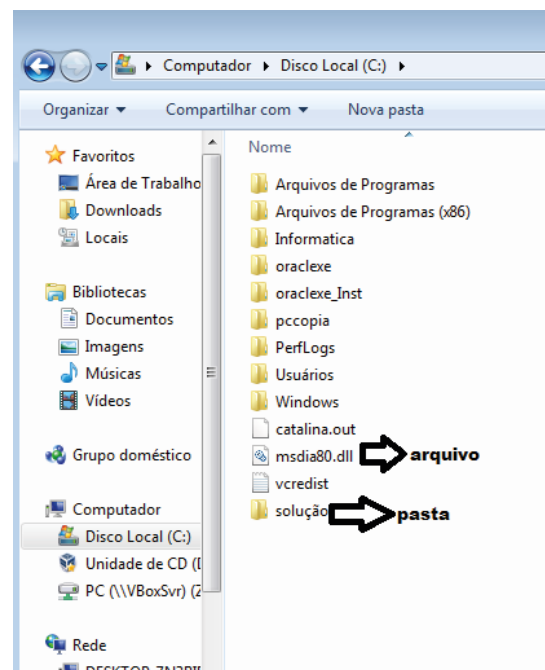 Computador Disco Local (C:)
Organizar Compartilhar com Nova pasta
Favoritos
Área de Trabalho
Downloads
Locais
Bibliotecas
Documentos
Imagens
Músicas
Vídeos
Grupo doméstico
Computador
Disco Local (C:)
Unidade de CD (
PC (\\VBoxSvr) (
Rede
Nome
Arquivos de Programas
Arquivos de Programas (x86)
Informatica
oraclexe
oraclexe_Inst
pccopia
PerfLogs
Usuários
Windows
catalina.out
msdia80.dll arquivo
vcredist
solução pasta